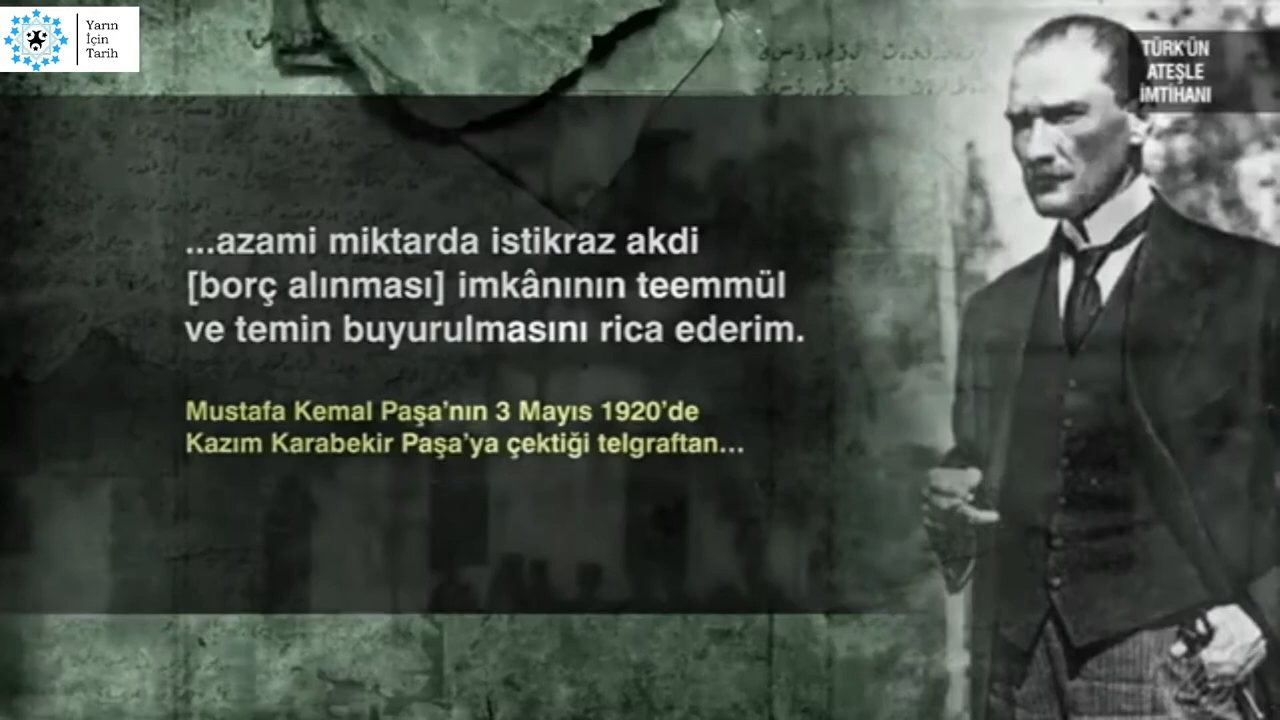 Yarın
İçin
Tarih
TÜRK'ÜN
ATEŞLE
İMTİHANI
...azami miktarda istikraz akdi
[borç alınması] imkânının teemmül
ve temin buyurulmasını rica ederim.
Mustafa Kemal Paşa’nın 3 Mayıs 1920’de
Kazım Karabekir Paşa’ya çektiği telgraftan...